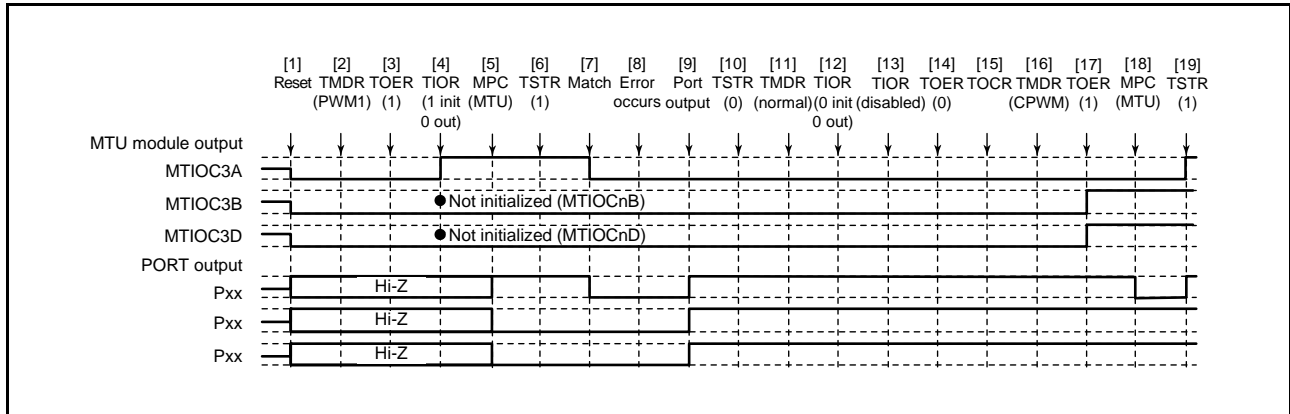 [1] [2] [3] [4] [5] [6] [7] [8] [9] [10] [11] [12] [13] [14] [15] [16] [17] [18] [19]
Reset TMDR TOER TIOR MPC TSTR Match Error Port TSTR TMDR TIOR TIOR TOER TOCR TMDR TOER MPC TSTR
(PWM1) (1) (1 init (MTU) (1) occurs output (0) (normal) (0 init (disabled) (0) (CPWM) (1) (MTU) (1)
0 out) 0 out)
MTU module output
MTIOC3A
MTIOC3B ●Not initialized (MTIOCnB)
MTIOC3D ●Not initialized (MTIOCnD)
PORT output
Pxx Hi-Z
Pxx Hi-Z
Pxx Hi-Z